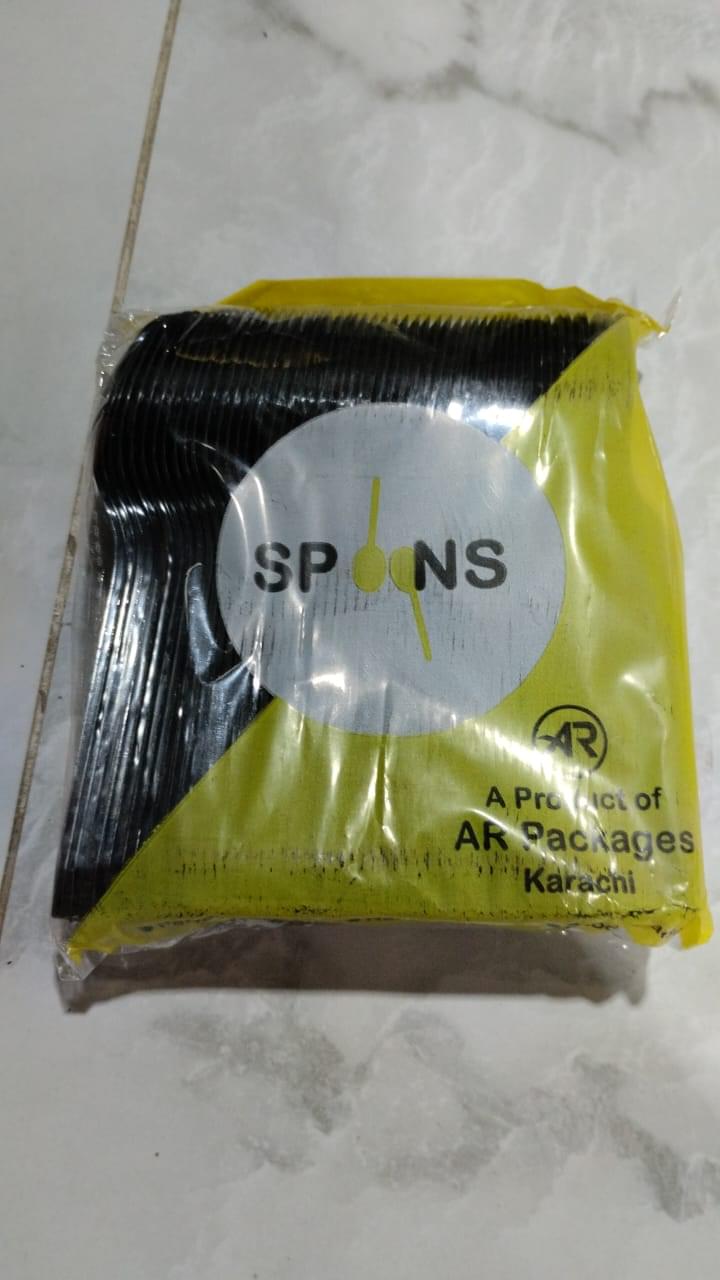 SPOONS
AR
A Product of
AR Packages
Karachi